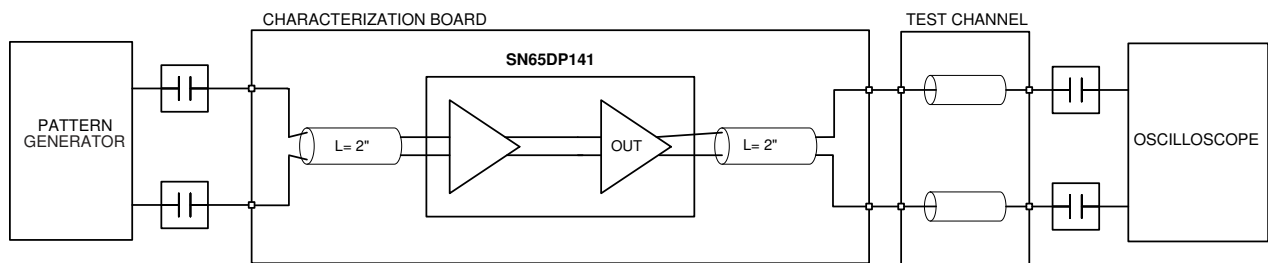 CHARACTERIZATION BOARD
TEST CHANNEL
SN65DP141
PATTERN
GENERATOR
L= 2"
OUT
L= 2"
OSCILLOSCOPE